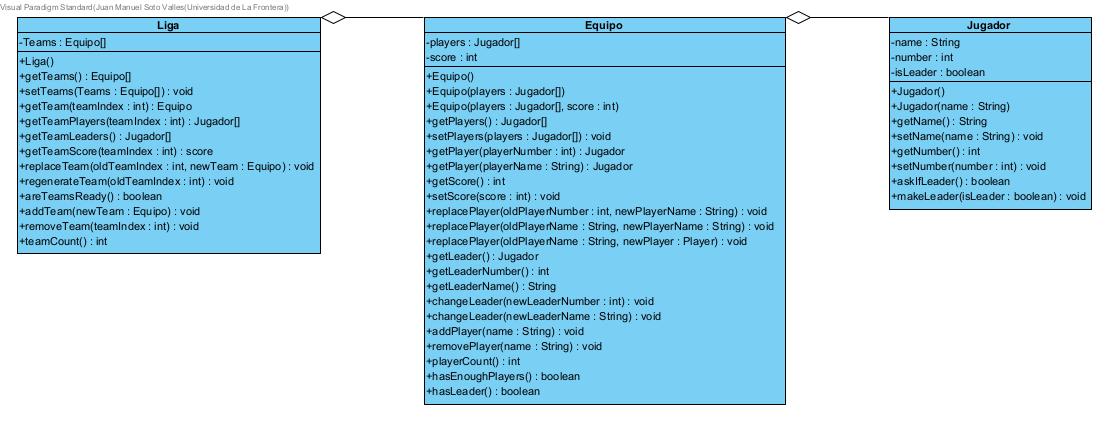 Visual Paradigm Standard(Juan Manuel Soto Valles(Universidad de La Frontera))
Liga
-Teams : Equipo[]
+Liga()
+getTeams() : Equipo[]
+setTeams(Teams : Equipo[]) : void
+getTeam(teamIndex : int) : Equipo
+getTeamPlayers(teamIndex : int) : Jugador[]
+getTeamLeaders() : Jugador[]
+getTeamScore(teamIndex : int) : score
+replaceTeam(oldTeamIndex : int, newTeam : Equipo) : void
+regenerateTeam(oldTeamIndex : int) : void
+areTeamsReady() : boolean
+addTeam(newTeam : Equipo) : void
+removeTeam(teamIndex : int) : void
+teamCount() : int
Equipo
-players : Jugador[]
-score : int
+Equipo()
+Equipo(players : Jugador[])
+Equipo(players : Jugador[], score : int)
+getPlayers() : Jugador[]
+setPlayers(players : Jugador[]) : void
+getPlayer(playerNumber : int) : Jugador
+getPlayer(playerName : String) : Jugador
+getScore() : int
+setScore(score : int) : void
+replacePlayer(oldPlayerNumber : int, newPlayerName : String) : void
+replacePlayer(oldPlayerName : String, newPlayerName : String) : void
+replacePlayer(oldPlayerName : String, newPlayer : Player) : void
+getLeader() : Jugador
+getLeaderNumber() : int
+getLeaderName() : String
+changeLeader(newLeaderNumber : int) : void
+changeLeader(newLeaderName : String) : void
+addPlayer(name : String) : void
+removePlayer(name : String) : void
+playerCount() : int
+hasEnoughPlayers() : boolean
+hasLeader() : boolean
Jugador
-name : String
-number : int
-isLeader : boolean
+Jugador()
+Jugador(name : String)
+getName() : String
+setName(name : String) : void
+getNumber() : int
+setNumber(number : int) : void
+askIfLeader() : boolean
+makeLeader(isLeader : boolean) : void